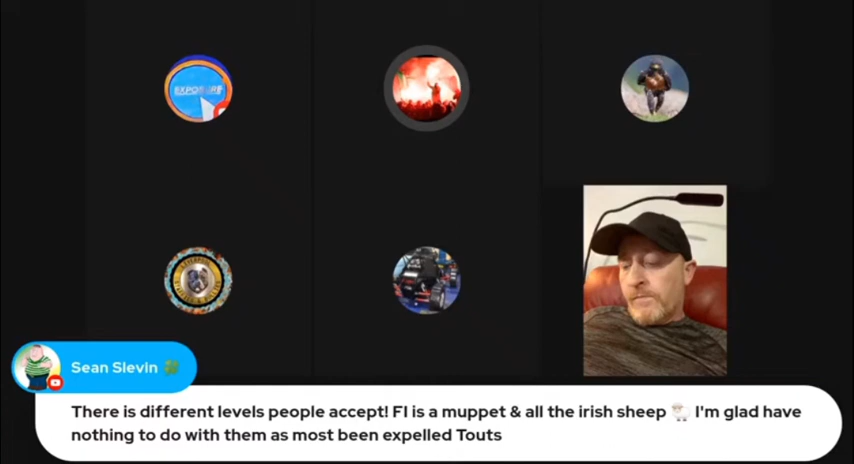 EXPOSURE
Sean Slevin 🍀
There is different levels people accept! FI is a muppet & all the irish sheep 🐑 I'm glad have
nothing to do with them as most been expelled Touts